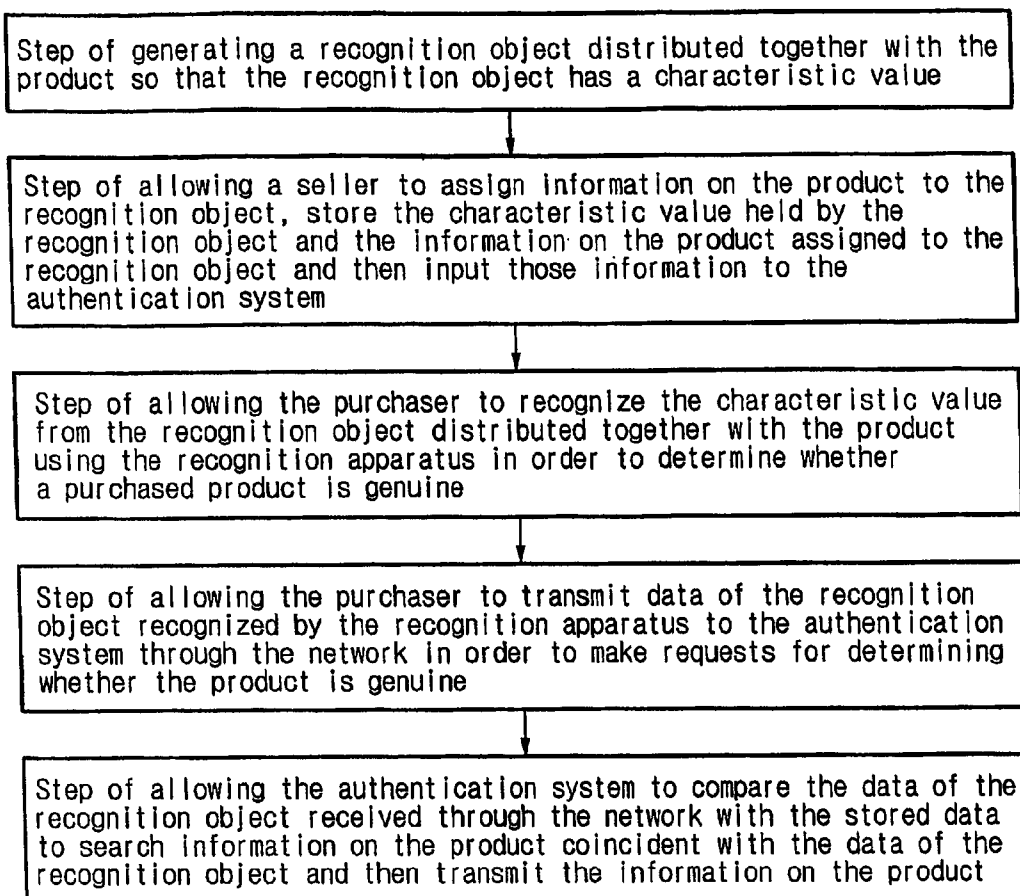 Step of generating a recognition object distributed together with the
product so that the recognition object has a characteristic value
Step of allowing a seller to assign information on the product to the
recognition object, store the characteristic value held by the
recognition object and the information on the product assigned to the
recognition object and then input those information to the
authentication system
Step of allowing the purchaser to recognize the characteristic value
from the recognition object distributed together with the product
using the recognition apparatus in order to determine whether
a purchased product is genuine
Step of allowing the purchaser to transmit data of the recognition
object recognized by the recognition apparatus to the authentication
system through the network in order to make requests for determining
whether the product is genuine
Step of allowing the authentication system to compare the data of the
recognition object received through the network with the stored data
to search information on the product coincident with the data of the
recognition object and then transmit the information on the product